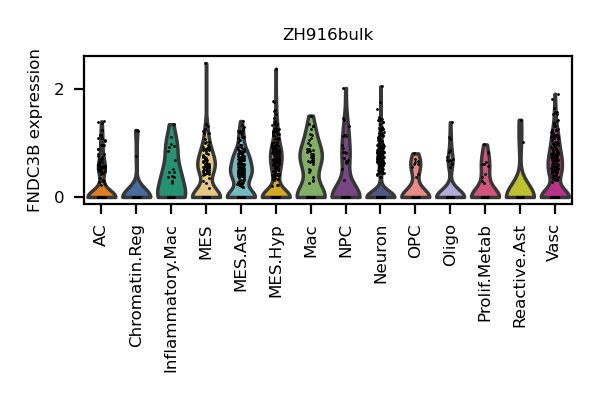 ZH916bulk
FNDC3B expression
2
0
AC
Chromatin.Reg
Inflammatory.Mac
MES
MES.Ast
MES.Hyp
Mac
NPC
Neuron
OPC
Oligo
Prolif.Metab
Reactive.Ast
Vasc